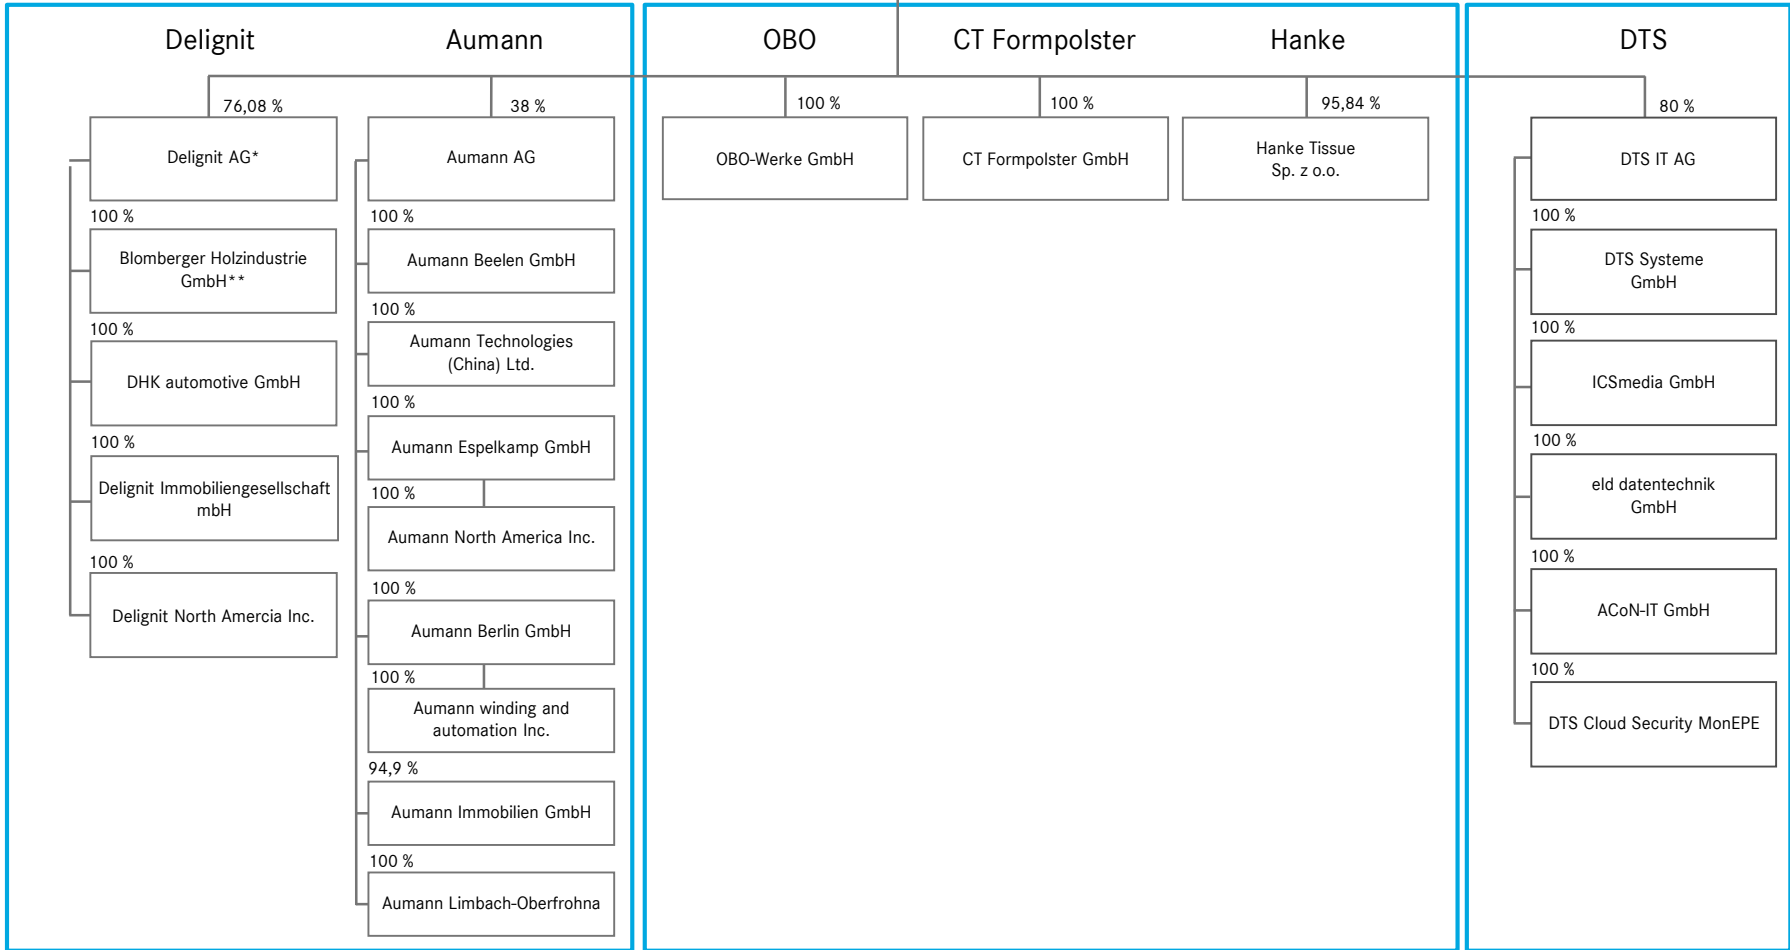 Delignit
Aumann
OBO
CT Formpolster
Hanke
DTS
76,08 %
38 %
100 %
100 %
95,84 %
80 %
Delignit AG*
100 %
Blomberger Holzindustrie
GmbH**
100 %
DHK automotive GmbH
100 %
Delignit Immobiliengesellschaft
mbH
100 %
Delignit North Amercia Inc.
Aumann AG
100 %
Aumann Beelen GmbH
100 %
Aumann Technologies
(China) Ltd.
100 %
Aumann Espelkamp GmbH
100 %
Aumann North America Inc.
100 %
Aumann Berlin GmbH
100 %
Aumann winding and
automation Inc.
94,9 %
Aumann Immobilien GmbH
100 %
Aumann Limbach-Oberfrohna
OBO-Werke GmbH
CT Formpolster GmbH
Hanke Tissue
Sp. z o.o.
DTS IT AG
100 %
DTS Systeme
GmbH
100 %
ICSmedia GmbH
100 %
eld datentechnik
GmbH
100 %
ACoN-IT GmbH
100 %
DTS Cloud Security MonEPE